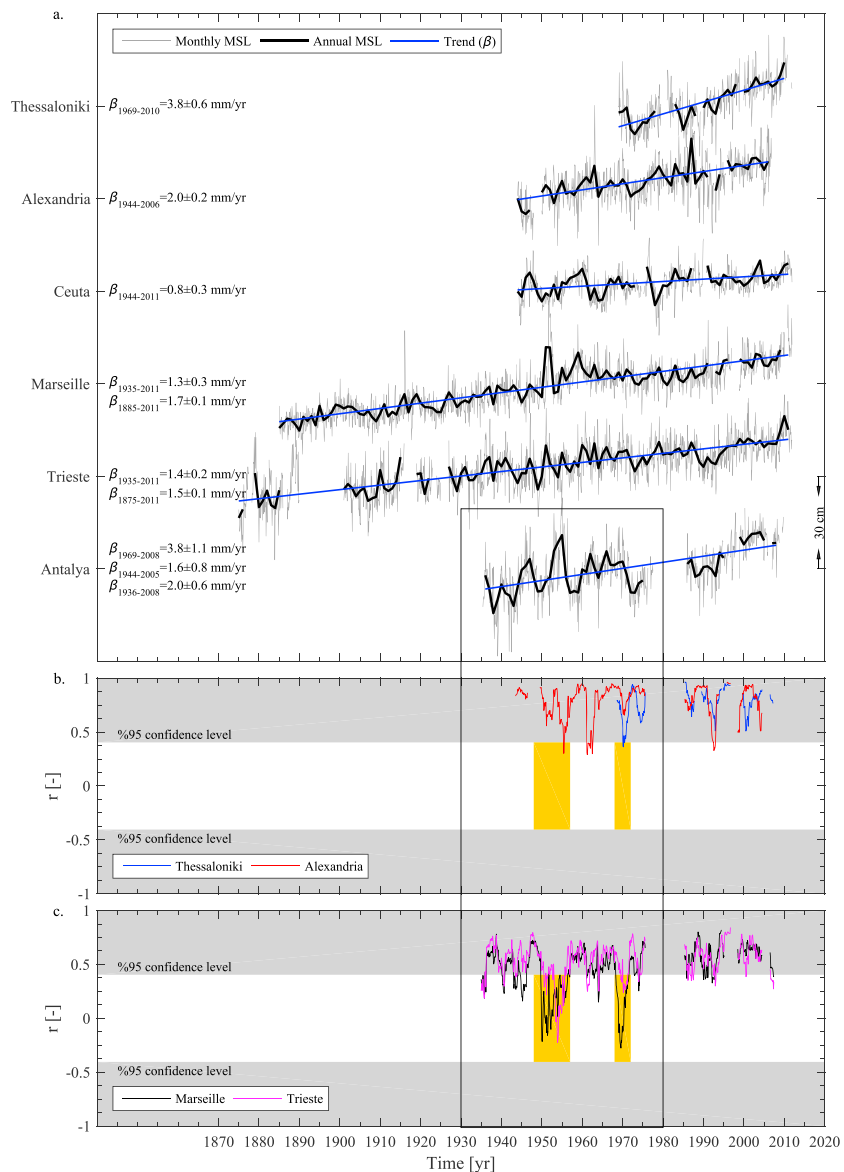 a.
Monthly MSL Annual MSL Trend (β)
Thessaloniki
β1969-2010=3.8±0.6 mm/yr
Alexandria
β1944-2006=2.0±0.2 mm/yr
Ceuta
β1944-2011=0.8±0.3 mm/yr
Marseille
β1935-2011=1.3±0.3 mm/yr
β1885-2011=1.7±0.1 mm/yr
Trieste
β1935-2011=1.4±0.2 mm/yr
β1875-2011=1.5±0.1 mm/yr
30 cm
Antalya
β1969-2008=3.8±1.1 mm/yr
β1944-2005=1.6±0.8 mm/yr
β1936-2008=2.0±0.6 mm/yr
b.
1
0.5
0
-0.5
-1
r [-]
%95 confidence level
%95 confidence level
Thessaloniki Alexandria
c.
1
0.5
0
-0.5
-1
r [-]
%95 confidence level
%95 confidence level
Marseille Trieste
1870 1880 1890 1900 1910 1920 1930 1940 1950 1960 1970 1980 1990 2000 2010 2020
Time [yr]